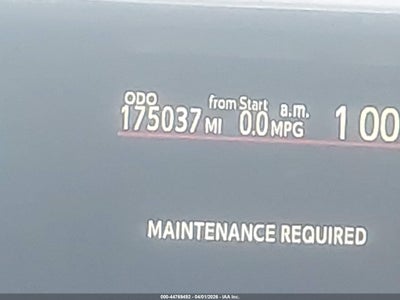 ODO from Start a.m.
175037 MI 0.0 MPG 1 00
MAINTENANCE REQUIRED
000-44769493 - 04/01/2026 - IAA Inc.